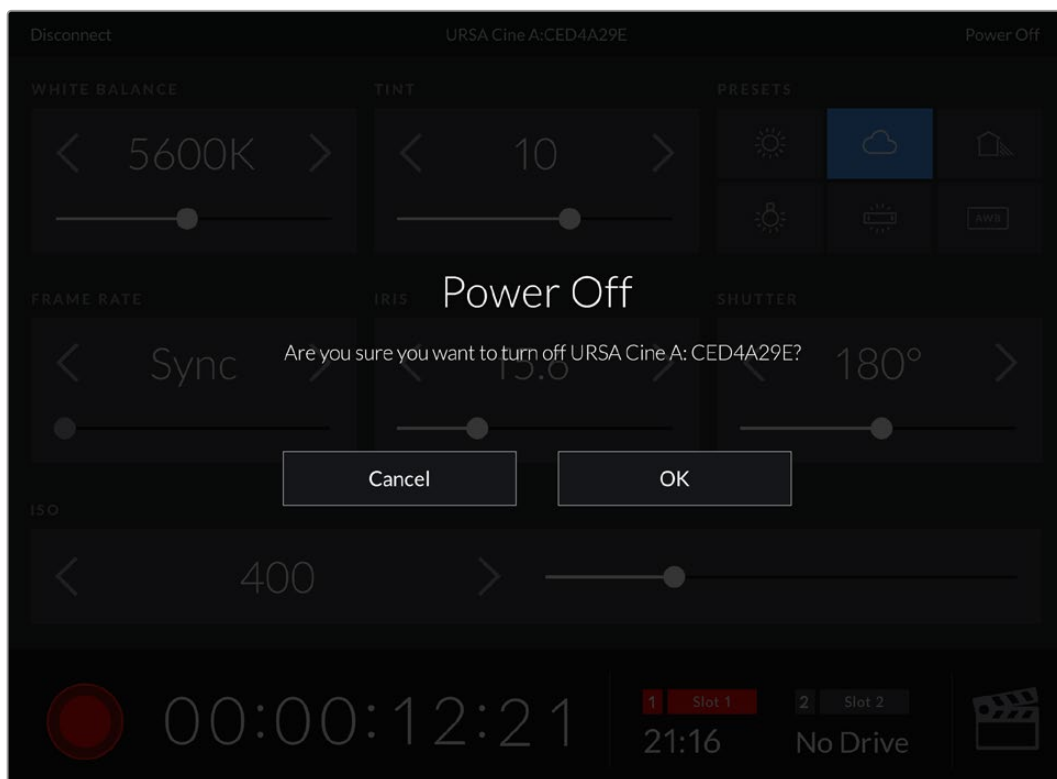 Disconnect URSA Cine A:CED4A29E Power Off
WHITE BALANCE TINT PRESETS
5600K 10
AWB
Power Off
FRAME RATE IRIS SHUTTER
Are you sure you want to turn off URSA Cine A: CED4A29E?
Sync 180°
Cancel OK
ISO
400
00:00:12:21
1 Slot 1 2 Slot 2
21:16 No Drive